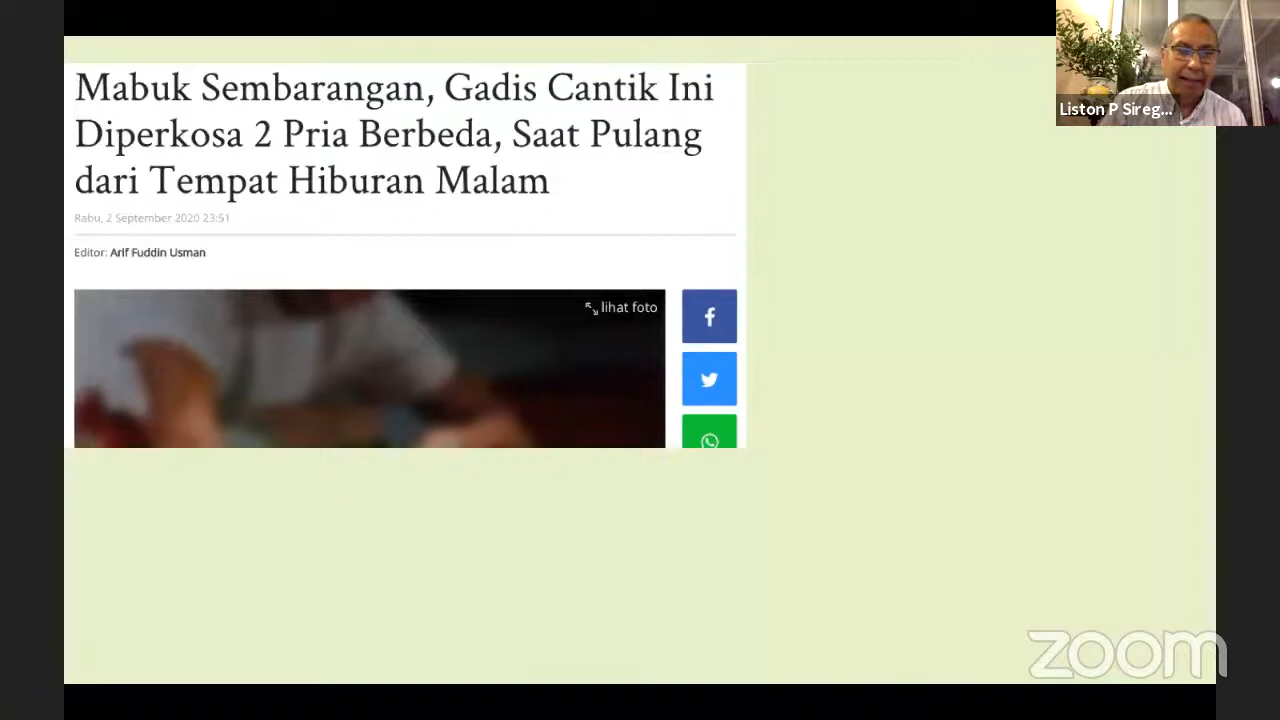 Mabuk Sembarangan, Gadis Cantik Ini
Diperkosa 2 Pria Berbeda, Saat Pulang
dari Tempat Hiburan Malam
Rabu, 2 September 2020 23:51
Editor: Arif Fuddin Usman
lihat foto
Liston P Sireg...
zoom